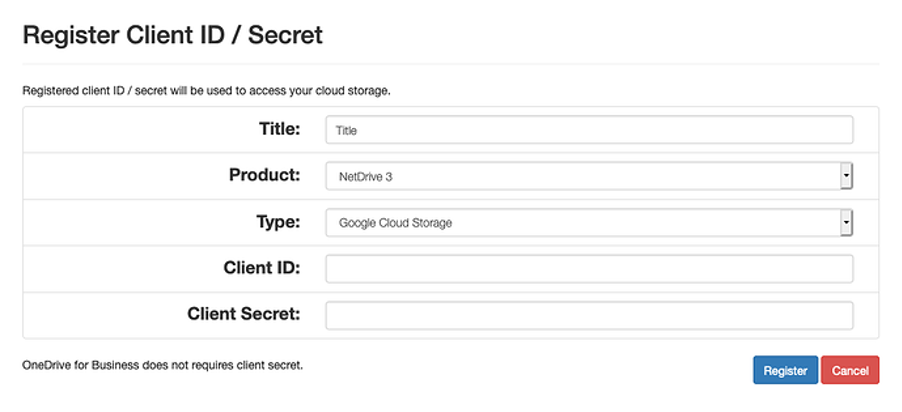 Register Client ID / Secret
Registered client ID / secret will be used to access your cloud storage.
Title: Title
Product: NetDrive 3
Type: Google Cloud Storage
Client ID:
Client Secret:
OneDrive for Business does not requires client secret.
Register Cancel